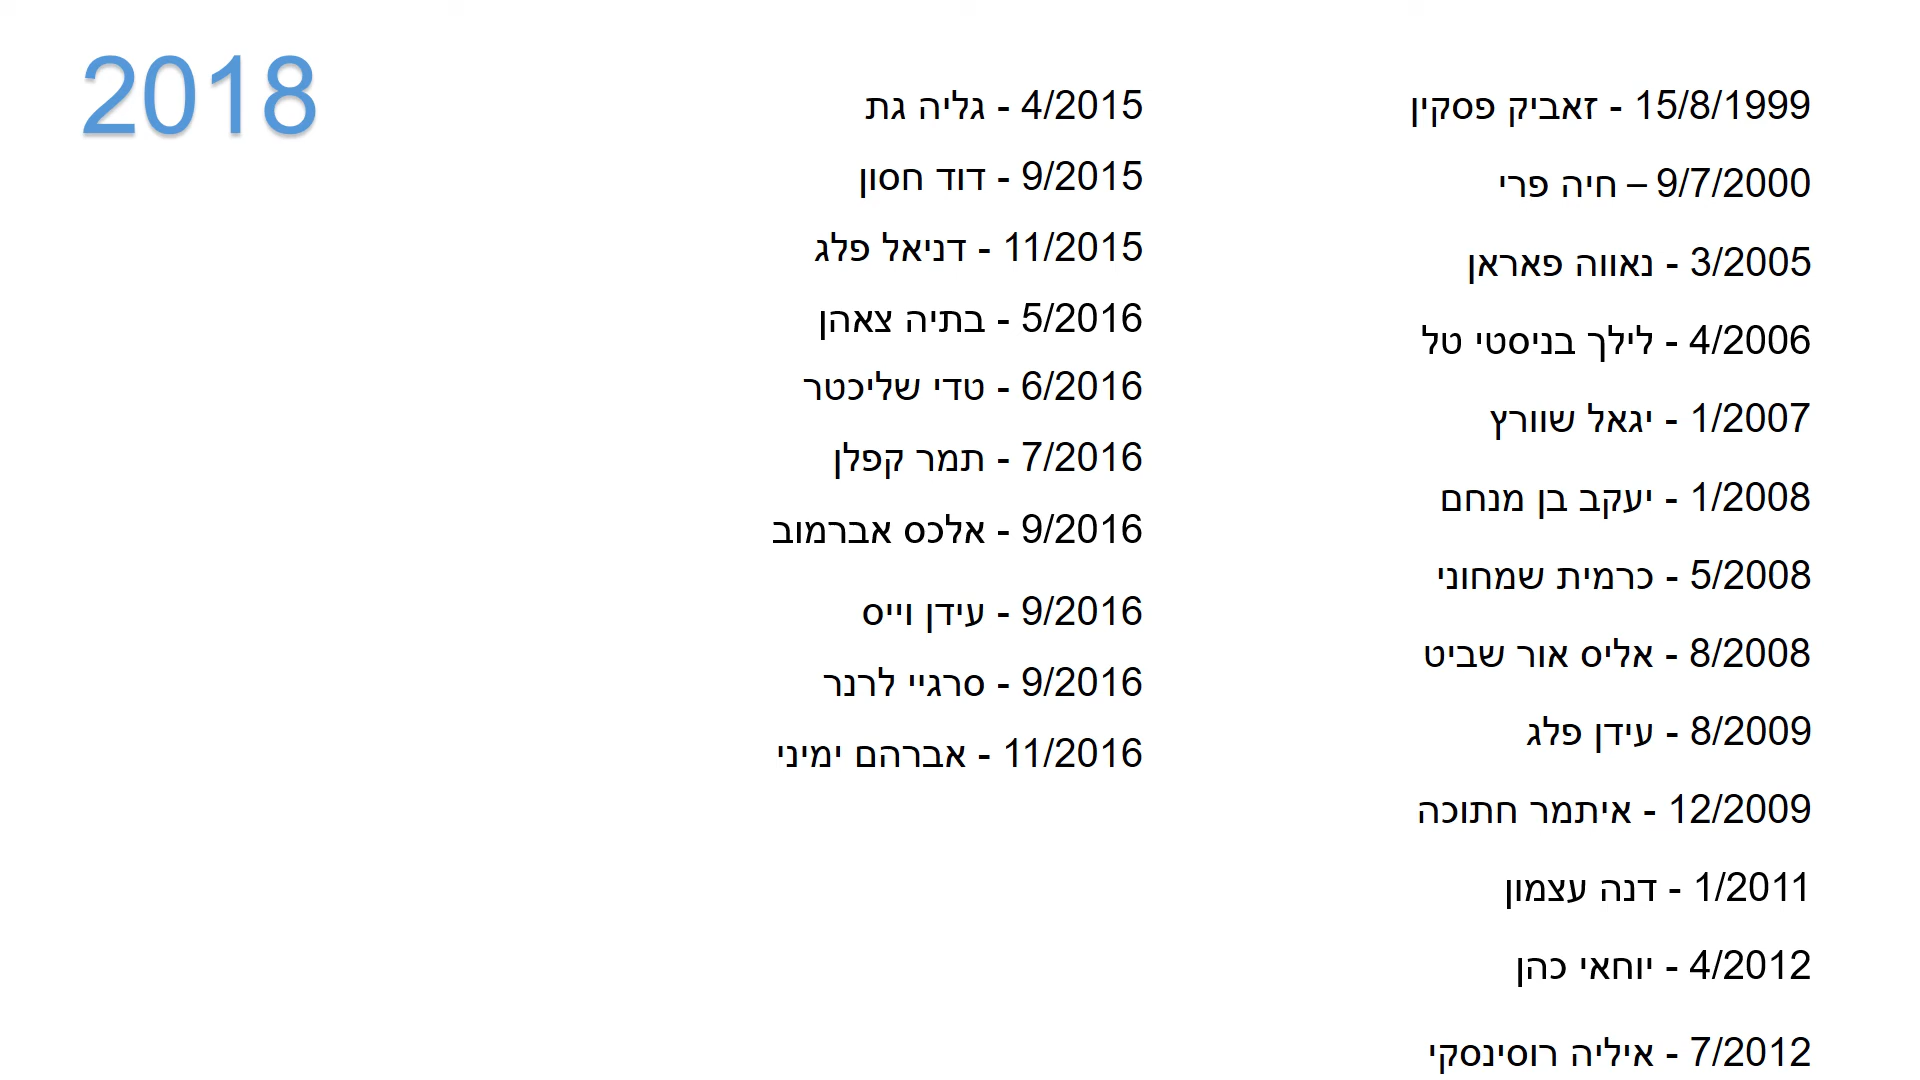 2018
15/8/1999 - זאביק פסקין
9/7/2000 – חיה פרי
3/2005 - נאווה פאראן
4/2006 - לילך בניסטי טל
1/2007 - יגאל שוורץ
1/2008 - יעקב בן מנחם
5/2008 - כרמית שמחוני
8/2008 - אליס אור שביט
8/2009 - עידן פלג
12/2009 - איתמר חתוכה
1/2011 - דנה עצמון
4/2012 - יוחאי כהן
7/2012 - איליה רוסינסקי
4/2015 - גליה גת
9/2015 - דוד חסון
11/2015 - דניאל פלג
5/2016 - בתיה צאהן
6/2016 - טדי שליכטר
7/2016 - תמר קפלן
9/2016 - אלכס אברמוב
9/2016 - עידן וייס
9/2016 - סרגיי לרנר
11/2016 - אברהם ימיני